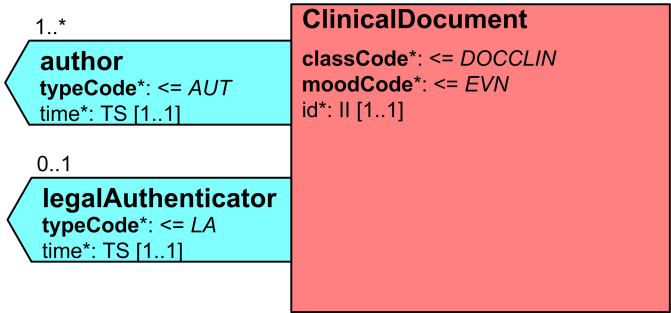 1..*
author
typeCode*: <= AUT
time*: TS [1..1]
0..1
legalAuthenticator
typeCode*: <= LA
time*: TS [1..1]
ClinicalDocument
classCode*: <= DOCCLIN
moodCode*: <= EVN
id*: II [1..1]